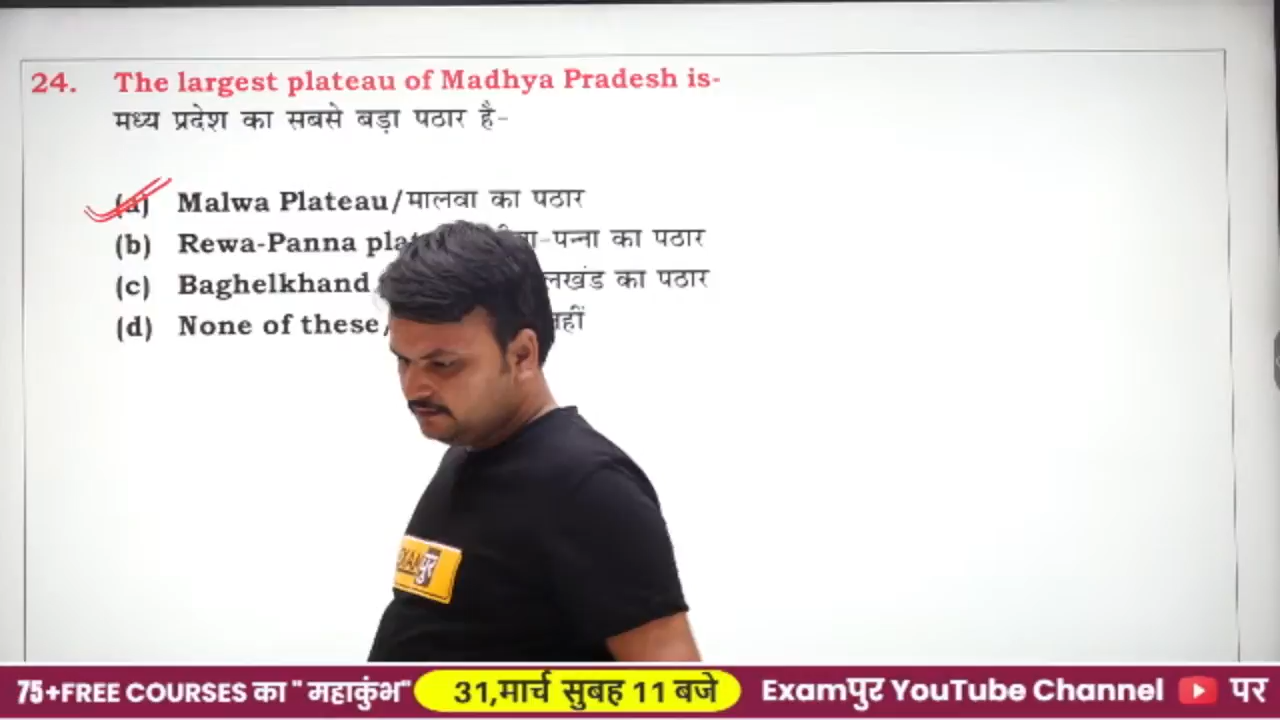 24. The largest plateau of Madhya Pradesh is-
मध्य प्रदेश का सबसे बड़ा पठार है-
(a) Malwa Plateau/मालवा का पठार
(b) Rewa-Panna -पन्ना का पठार
(c) Baghelkhand का पठार
(d) None of these/
75+FREE COURSES का " महाकुंभ" 31,मार्च सुबह 11 बजे Examपुर YouTube Channel पर